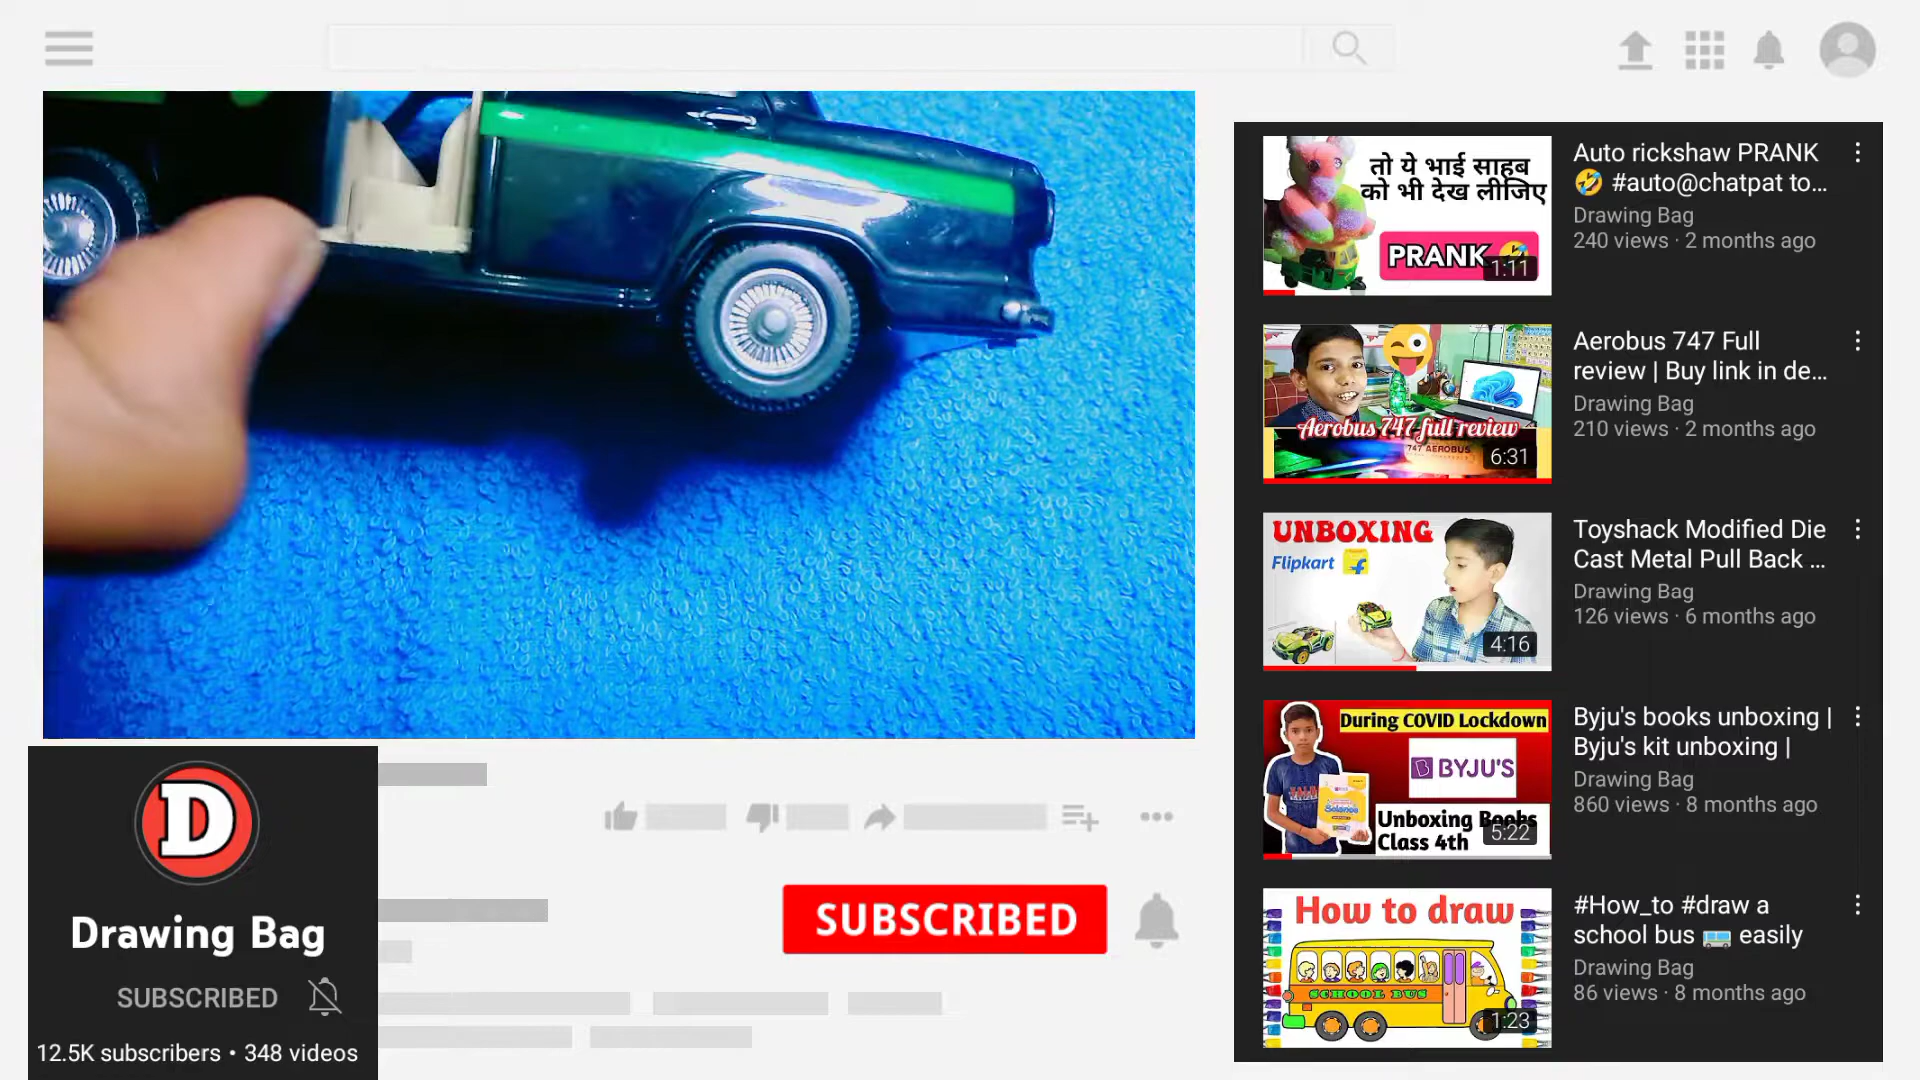 तो ये भाई साहब
को भी देख लीजिए
PRANK
1:11
Auto rickshaw PRANK
🤣 #auto@chatpat to...
Drawing Bag
240 views · 2 months ago
Aerobus 747 full review
747 AEROBUS
6:31
Aerobus 747 Full
review | Buy link in de...
Drawing Bag
210 views · 2 months ago
UNBOXING
Flipkart
4:16
Toyshack Modified Die
Cast Metal Pull Back ...
Drawing Bag
126 views · 6 months ago
During COVID Lockdown
BYJU'S
Unboxing Books
Class 4th
5:22
Byju's books unboxing |
Byju's kit unboxing |
Drawing Bag
860 views · 8 months ago
How to draw
SCHOOL BUS
1:23
#How_to #draw a
school bus 🚌 easily
Drawing Bag
86 views · 8 months ago
D
Drawing Bag
SUBSCRIBED
12.5K subscribers • 348 videos
SUBSCRIBED